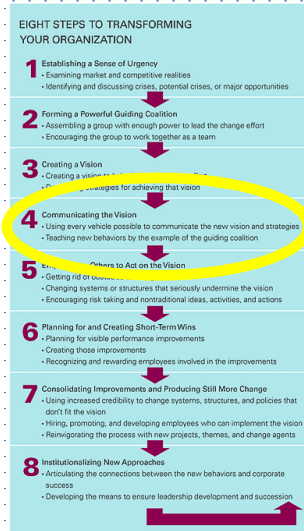 EIGHT STEPS TO TRANSFORMING
YOUR ORGANIZATION
1 Establishing a Sense of Urgency
• Examining market and competitive realities
• Identifying and discussing crises, potential crises, or major opportunities
2 Forming a Powerful Guiding Coalition
• Assembling a group with enough power to lead the change effort
• Encouraging the group to work together as a team
3 Creating a Vision
• Creating a vision to
strategies for achieving that vision
4 Communicating the Vision
• Using every vehicle possible to communicate the new vision and strategies
• Teaching new behaviors by the example of the guiding coalition
5 Others to Act on the Vision
• Getting rid of
• Changing systems or structures that seriously undermine the vision
• Encouraging risk taking and nontraditional ideas, activities, and actions
6 Planning for and Creating Short-Term Wins
• Planning for visible performance improvements
• Creating those improvements
• Recognizing and rewarding employees involved in the improvements
7 Consolidating Improvements and Producing Still More Change
• Using increased credibility to change systems, structures, and policies that
don't fit the vision
• Hiring, promoting, and developing employees who can implement the vision
• Reinvigorating the process with new projects, themes, and change agents
8 Institutionalizing New Approaches
• Articulating the connections between the new behaviors and corporate
success
• Developing the means to ensure leadership development and succession